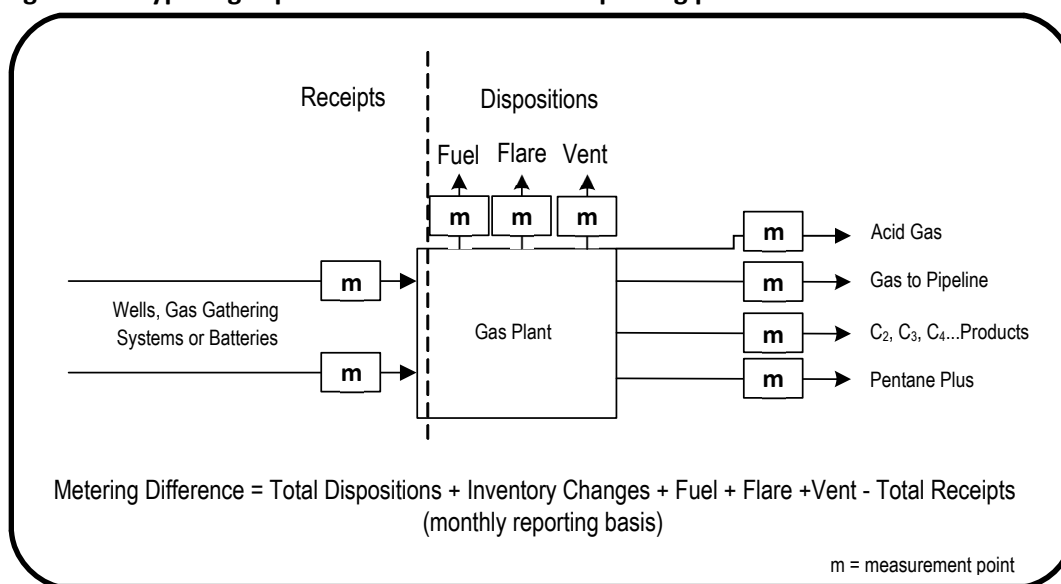 Receipts
Dispositions
Fuel
Flare
Vent
m
m
m
m
Acid Gas
m
Gas to Pipeline
m
Wells, Gas Gathering
Systems or Batteries
Gas Plant
m
C₂, C₃, C₄...Products
m
m
Pentane Plus
Metering Difference = Total Dispositions + Inventory Changes + Fuel + Flare +Vent - Total Receipts
(monthly reporting basis)
m = measurement point